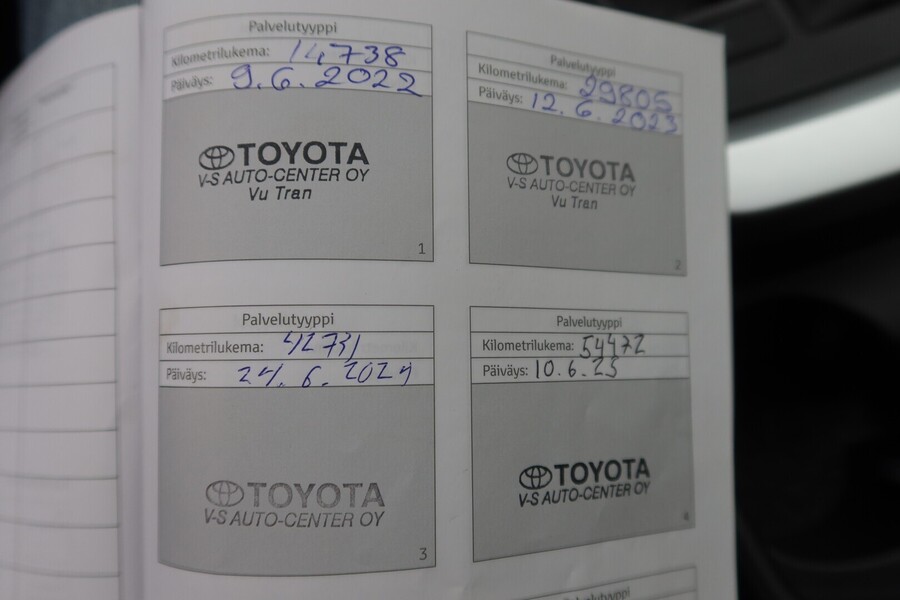 Palvelutyyppi
Kilometrilukema: 14738
Päiväys: 9.6.2022
TOYOTA
V-S AUTO-CENTER OY
Vu Tran
1
Palvelutyyppi
Kilometrilukema: 29805
Päiväys: 12.6.2023
TOYOTA
V-S AUTO-CENTER OY
Vu Tran
2
Palvelutyyppi
Kilometrilukema: 42731
Päiväys: 24.6.2024
TOYOTA
V-S AUTO-CENTER OY
3
Palvelutyyppi
Kilometrilukema: 54472
Päiväys: 10.6.25
TOYOTA
V-S AUTO-CENTER OY
4
Palvelutyyppi